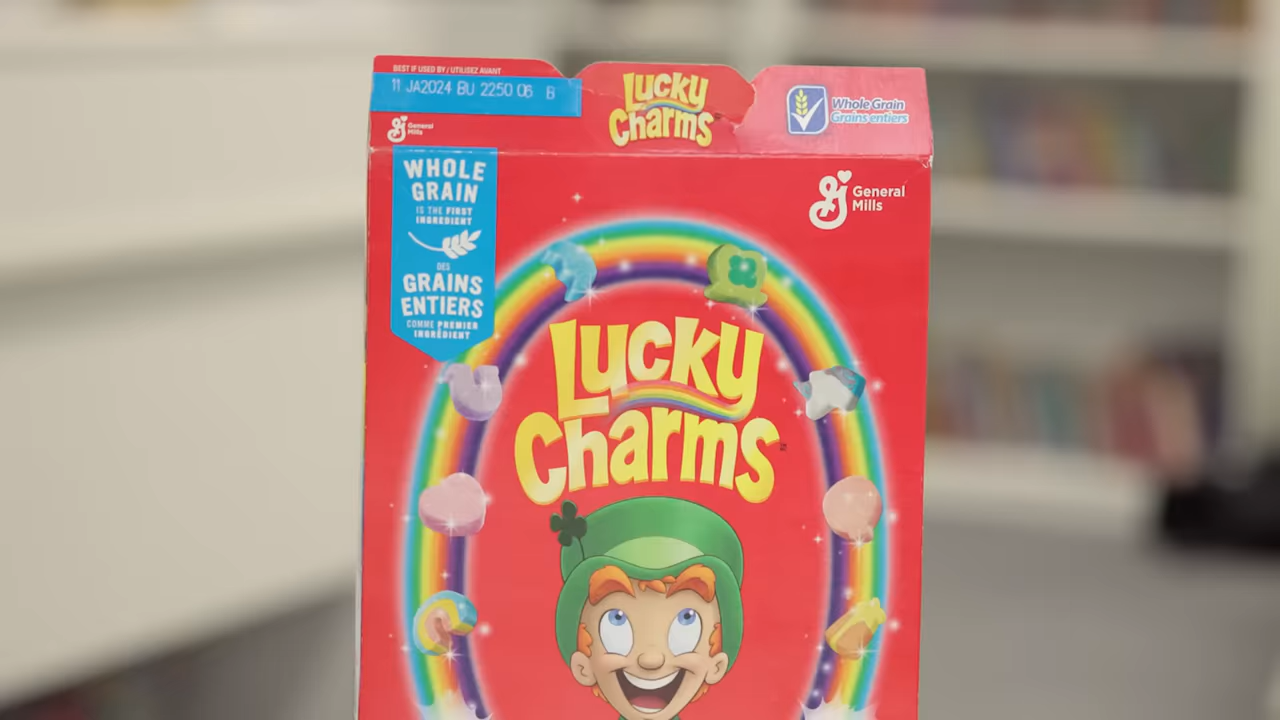 BEST IF USED BY / UTILISEZ AVANT
11 JA2024 BU 2250 06 B
General
Mills
Lucky
Charms
Whole Grain
Grains entiers
WHOLE
GRAIN
IS THE FIRST
INGREDIENT
DES
GRAINS
ENTIERS
COMME PREMIER
INGRÉDIENT
General
Mills
Lucky
Charms